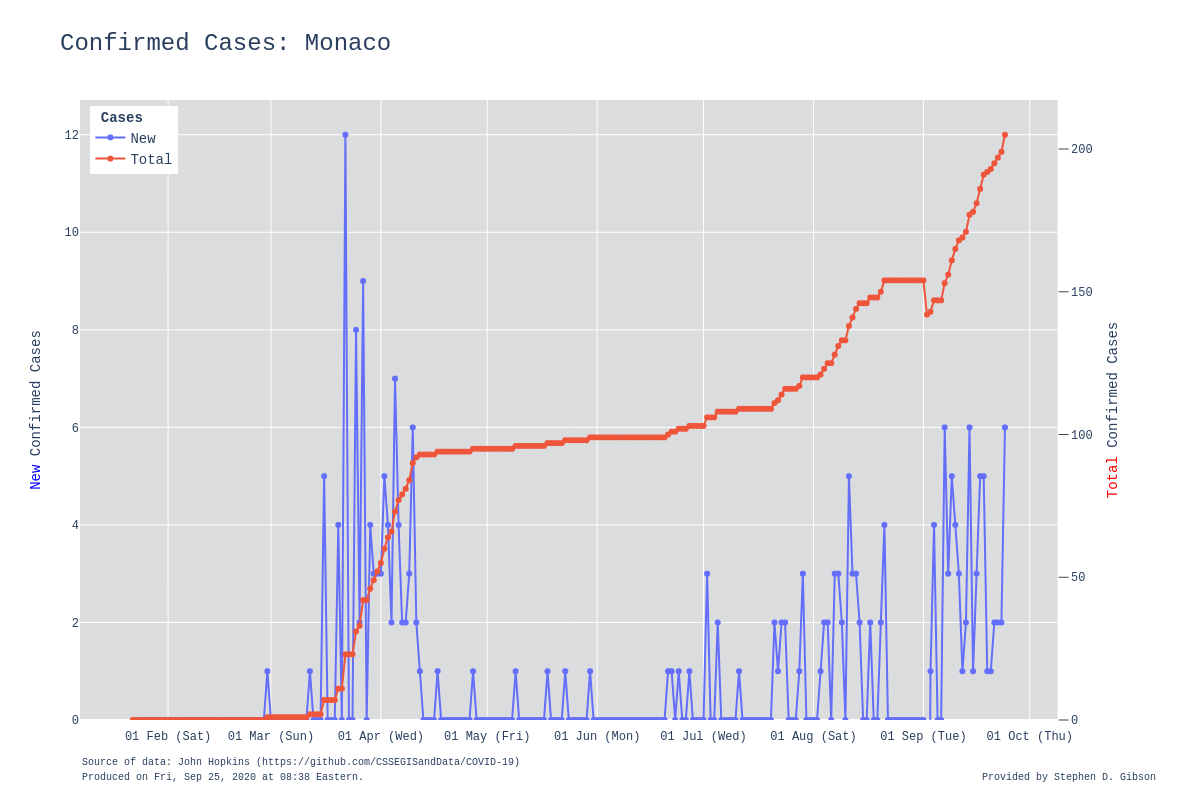 Confirmed Cases: Monaco
Cases
New
Total
12
10
8
6
4
2
0
200
150
100
50
0
New Confirmed Cases
Total Confirmed Cases
01 Feb (Sat) 01 Mar (Sun) 01 Apr (Wed) 01 May (Fri) 01 Jun (Mon) 01 Jul (Wed) 01 Aug (Sat) 01 Sep (Tue) 01 Oct (Thu)
Source of data: John Hopkins (https://github.com/CSSEGISandData/COVID-19)
Produced on Fri, Sep 25, 2020 at 08:38 Eastern.
Provided by Stephen D. Gibson